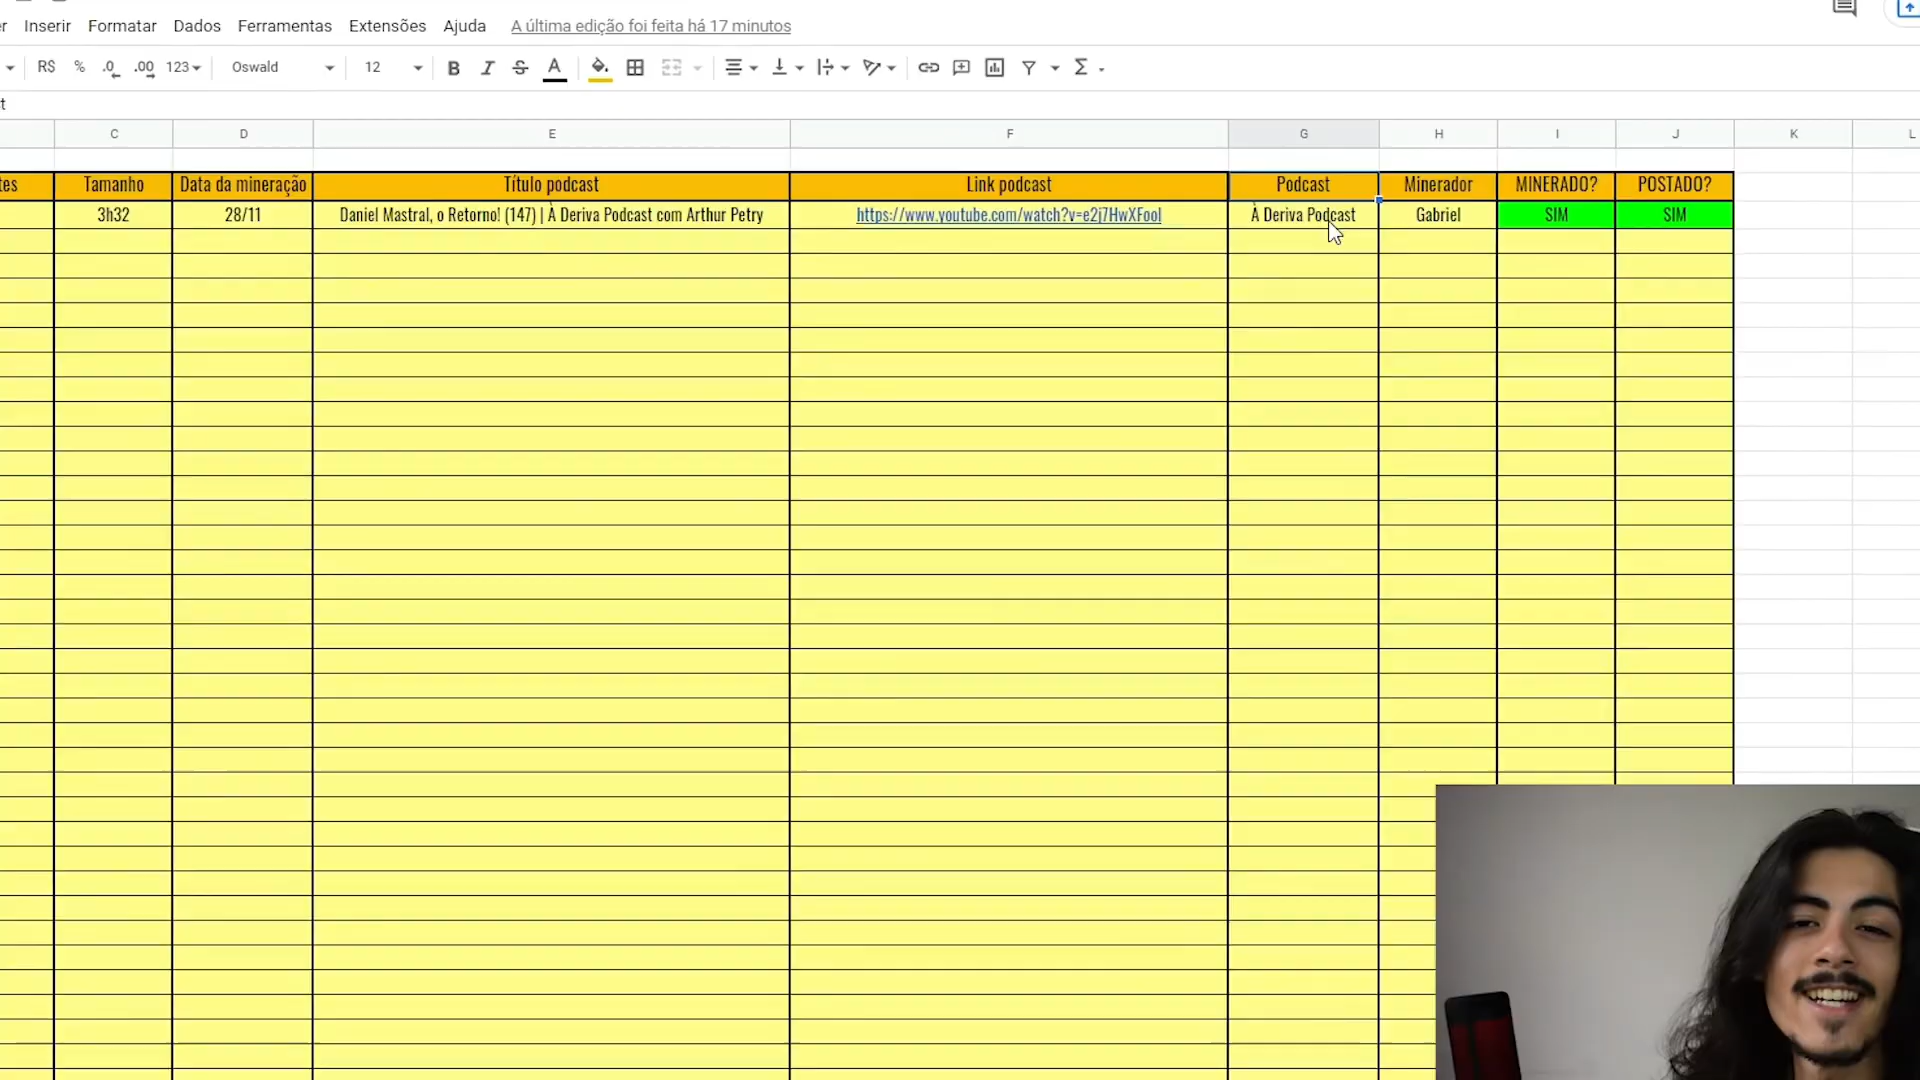 Inserir Formatar Dados Ferramentas Extensões Ajuda A última edição foi feita há 17 minutos
R$ % .0 .00 123 Oswald 12 B I S A Σ
C D E F G H I J K L
Tamanho Data da mineração Título podcast Link podcast Podcast Minerador MINERADO? POSTADO?
3h32 28/11 Daniel Mastral, o Retorno! (147) | À Deriva Podcast com Arthur Petry https://www.youtube.com/watch?v=e2j7HwXFooI À Deriva Podcast Gabriel SIM SIM